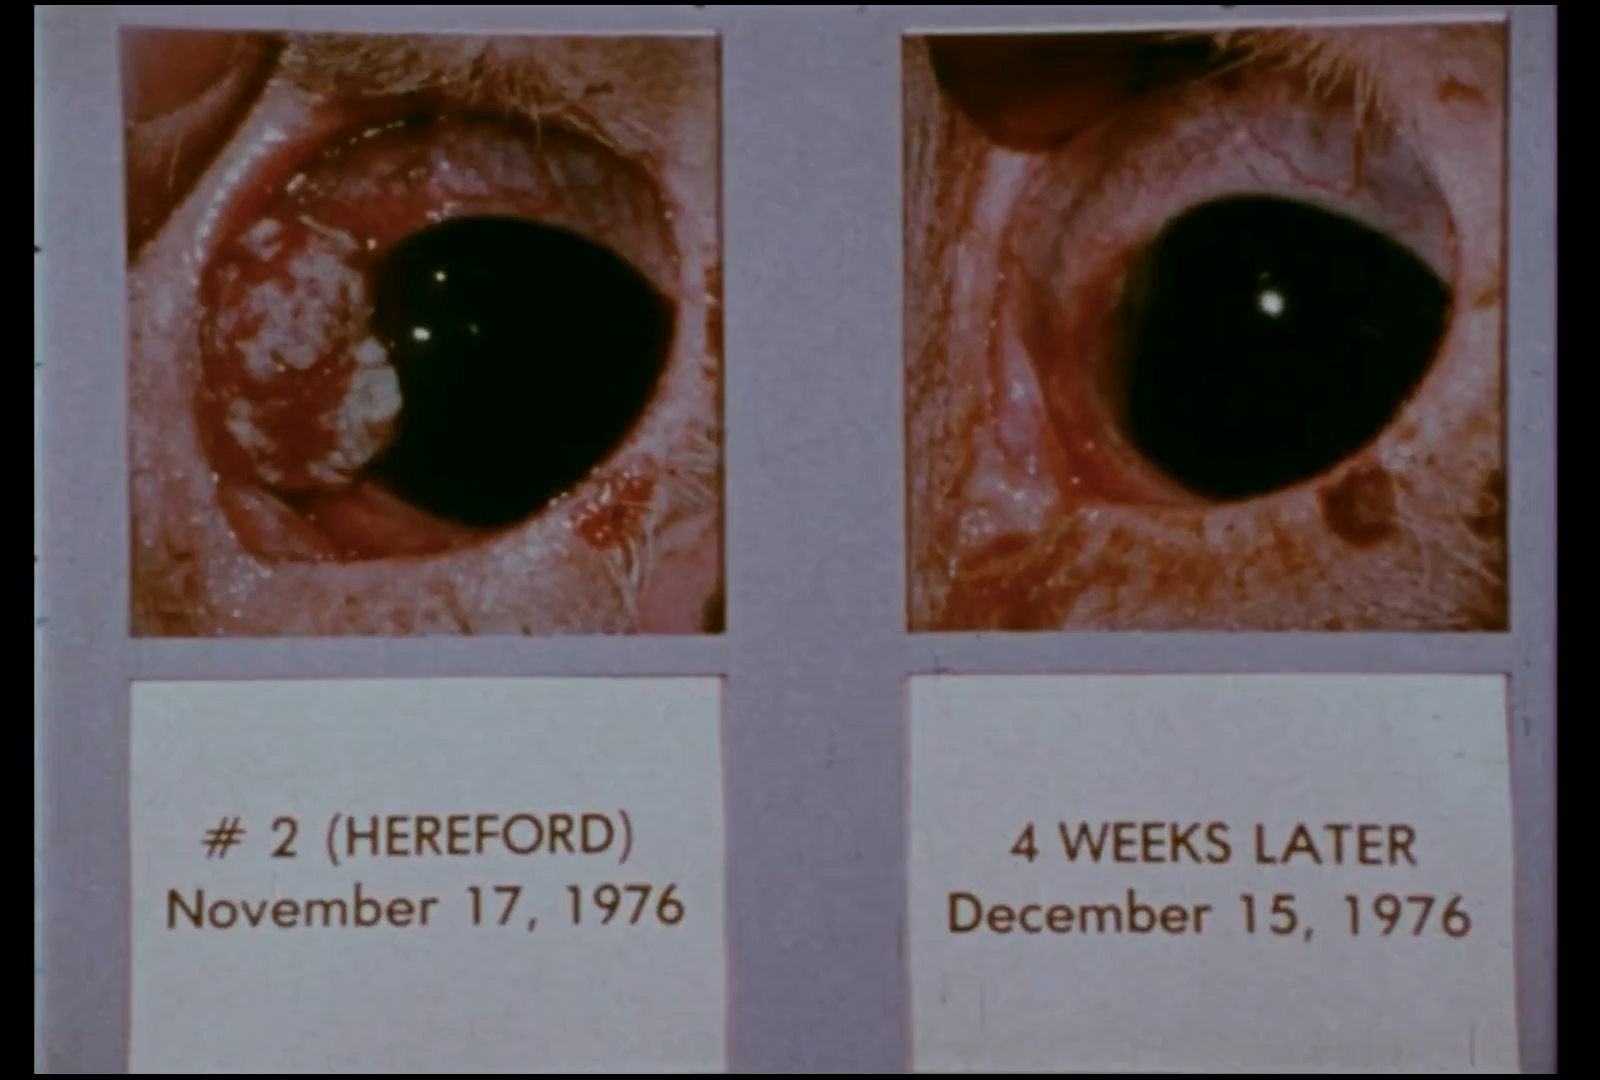 # 2 (HEREFORD)
November 17, 1976
4 WEEKS LATER
December 15, 1976